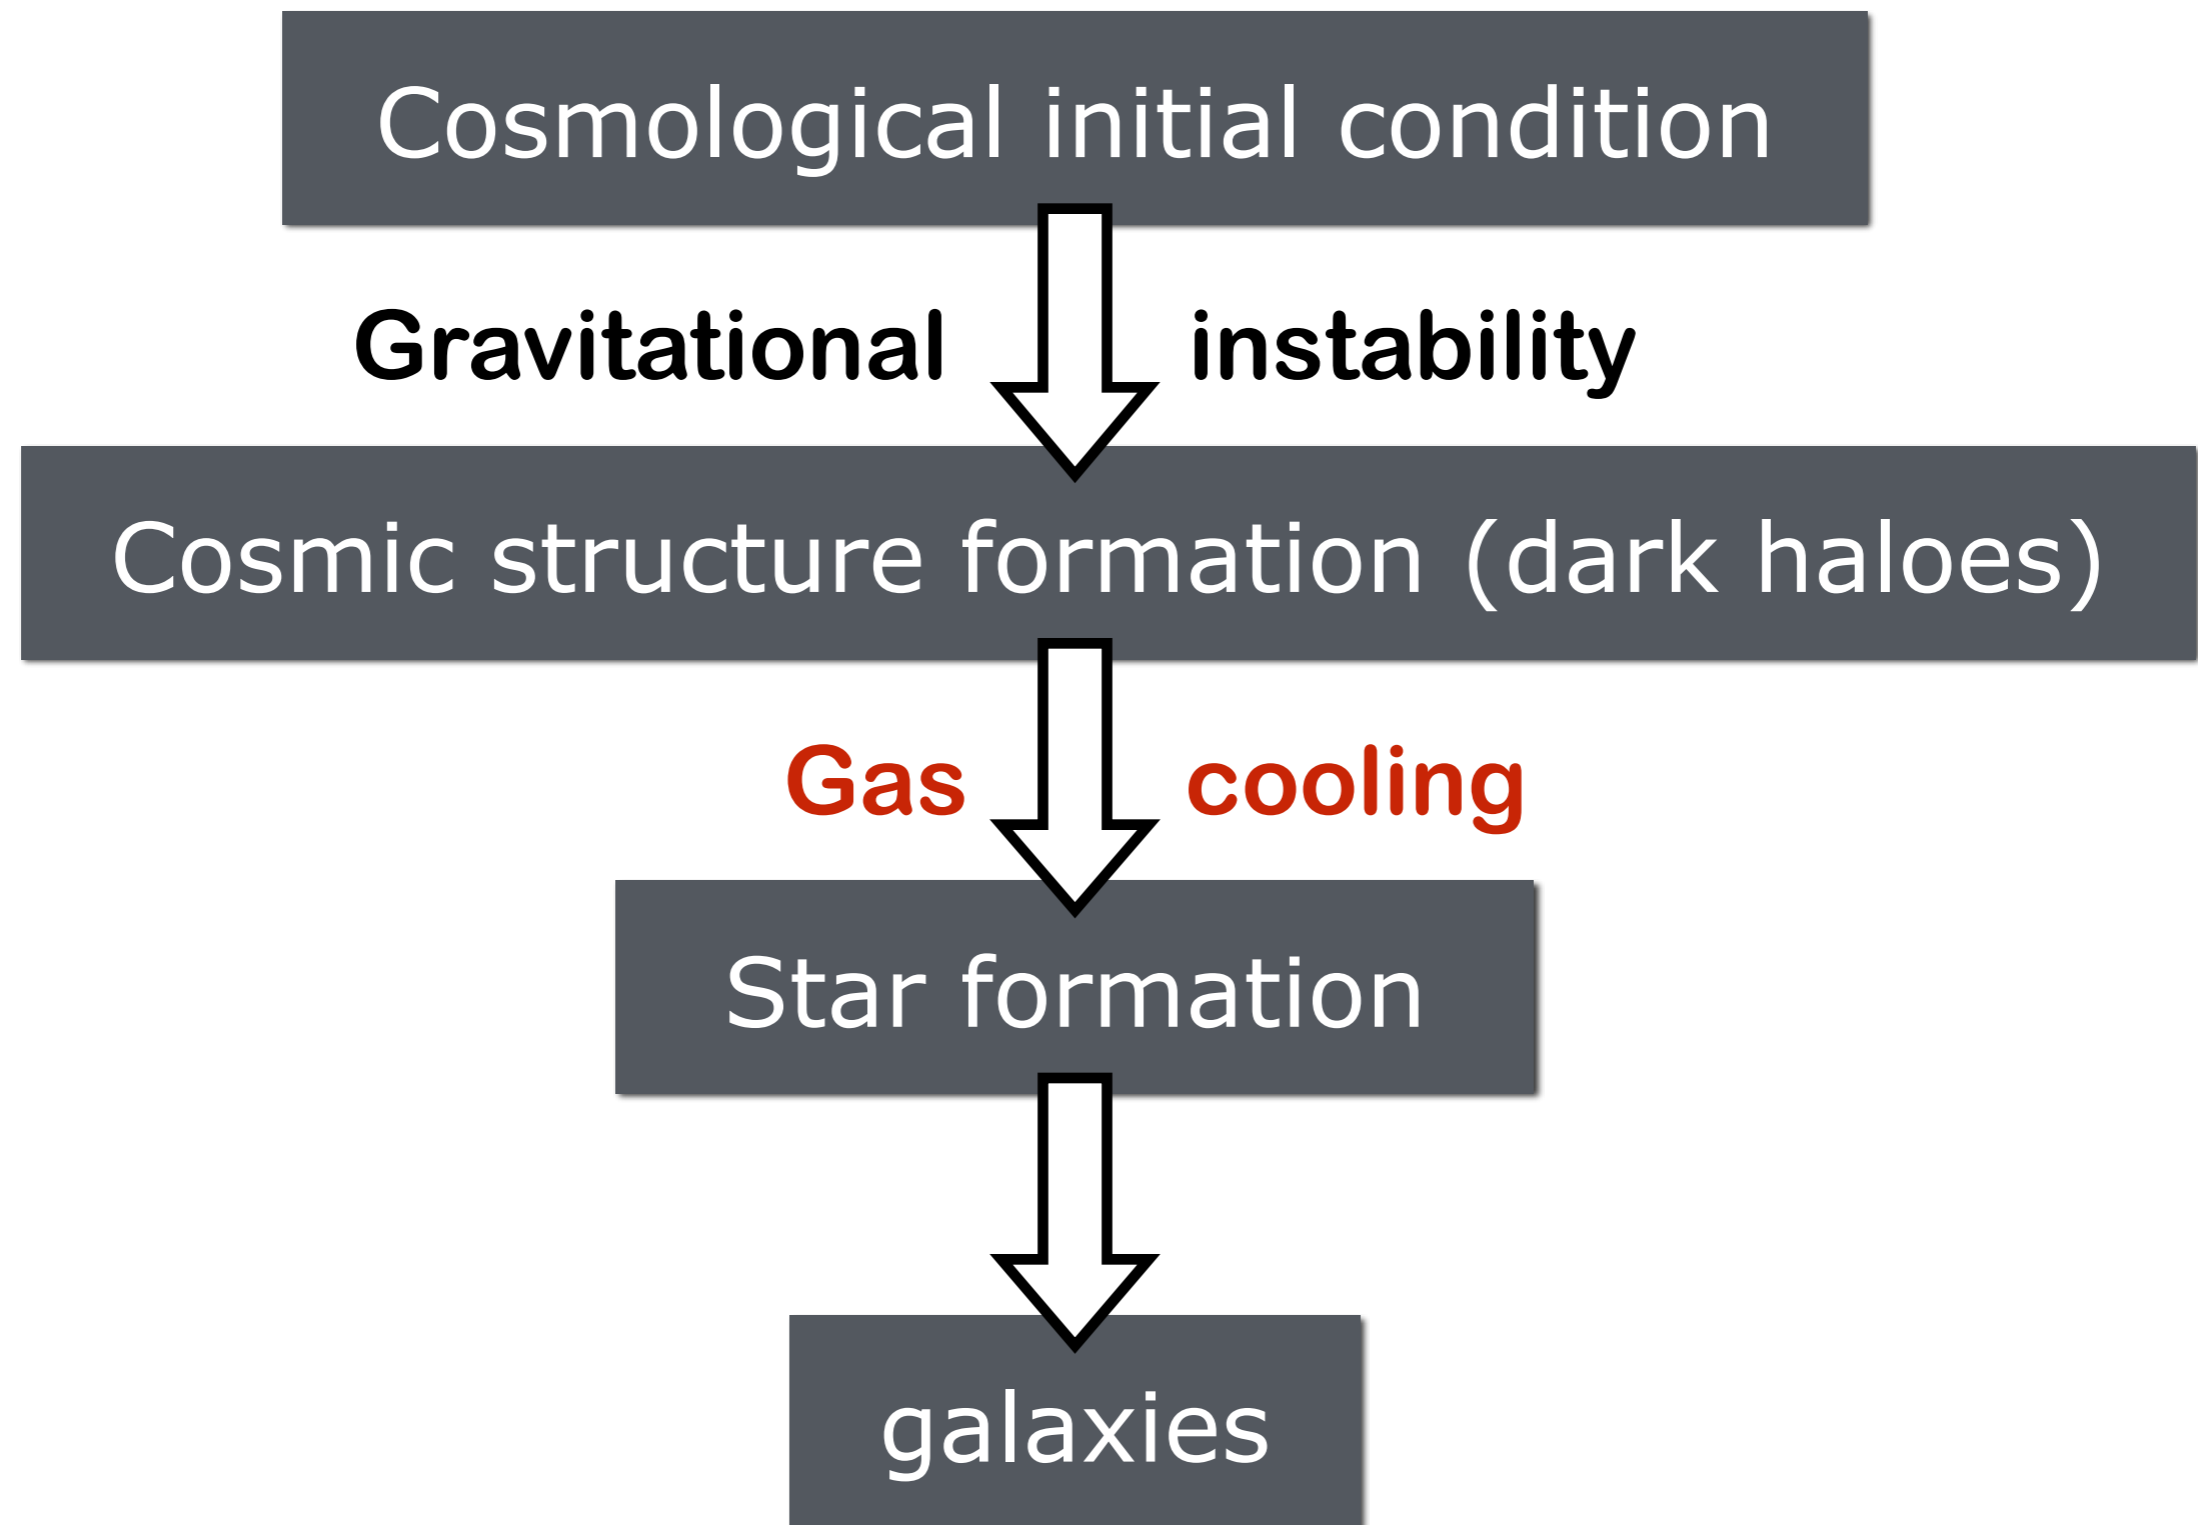 Cosmological initial condition
Gravitational instability
Cosmic structure formation (dark haloes)
Gas cooling
Star formation
galaxies